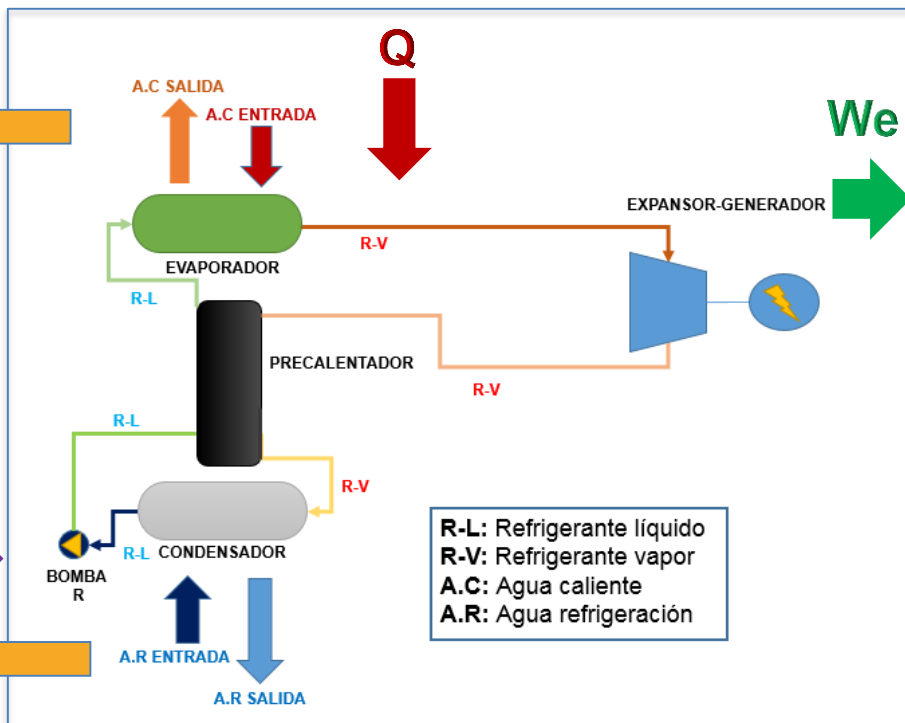 Q
A.C SALIDA
A.C ENTRADA
We
EXPANSOR-GENERADOR
R-V
EVAPORADOR
R-L
PRECALENTADOR
R-V
R-L
R-V
R-L: Refrigerante líquido
R-V: Refrigerante vapor
A.C: Agua caliente
A.R: Agua refrigeración
R-L
CONDENSADOR
BOMBA
R
A.R ENTRADA
A.R SALIDA